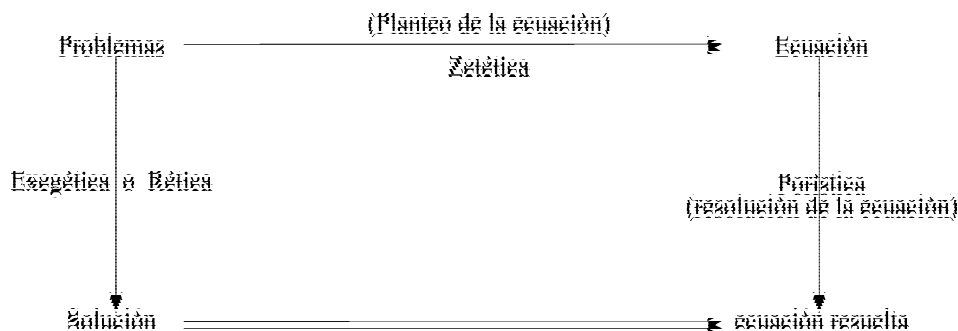 (Planteo de la ecuación)
Problemas
Ecuación
Zetética
Exegética o Rética
Porística
(resolución de la ecuación)
Solución
ecuación resuelta